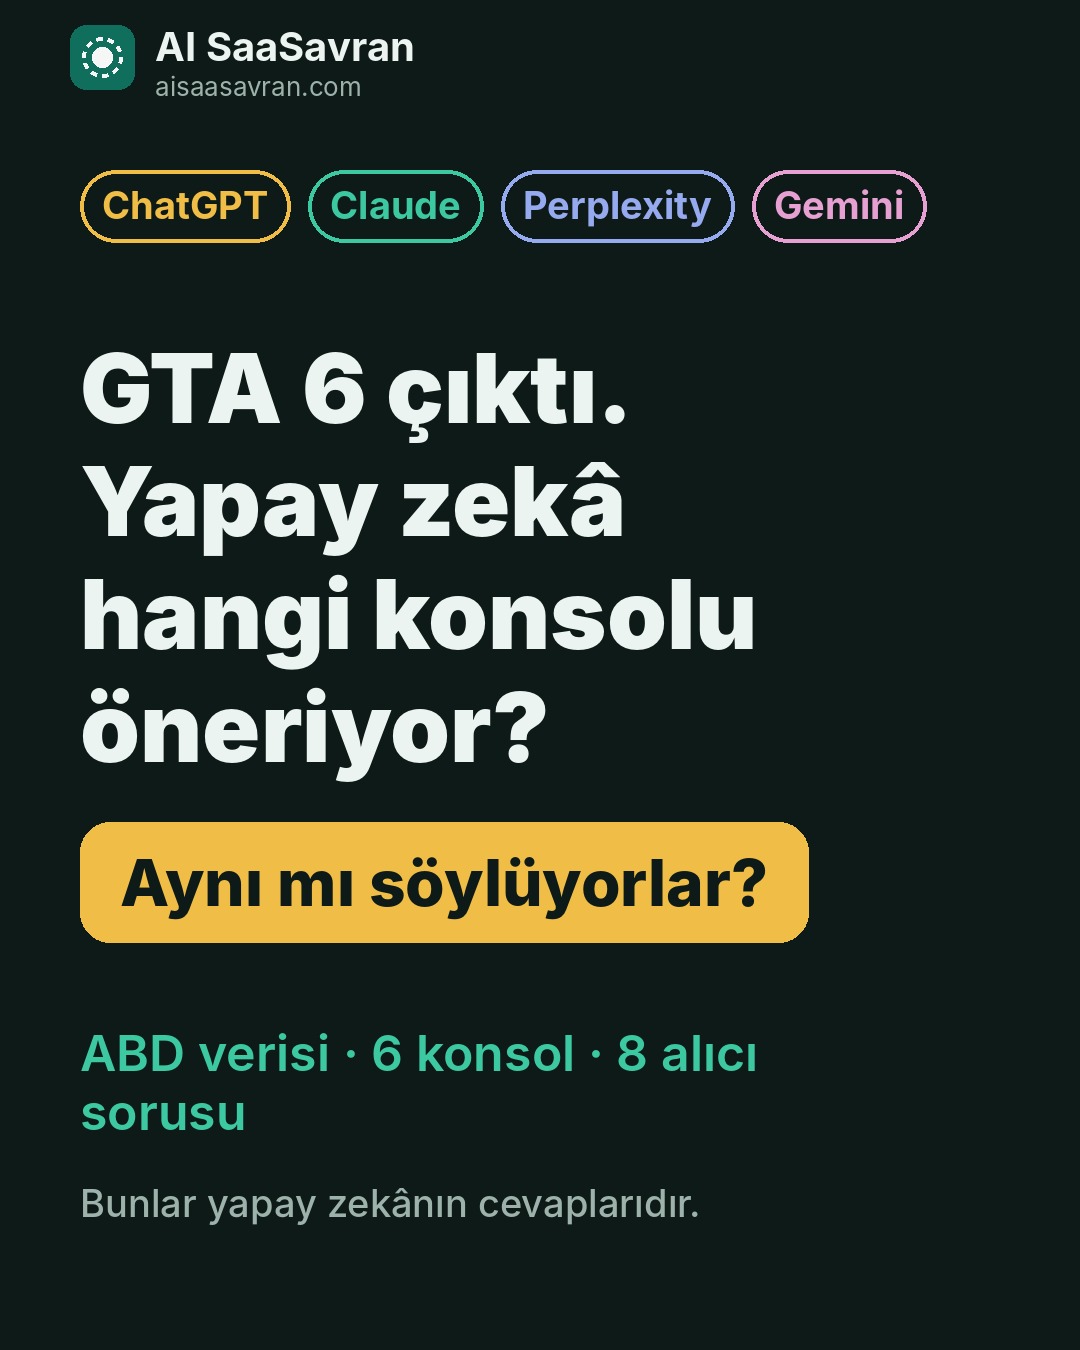 AI SaaSavran
aisaasavran.com
ChatGPT Claude Perplexity Gemini
GTA 6 çıktı.
Yapay zekâ
hangi konsolu
öneriyor?
Aynı mı söylüyorlar?
ABD verisi · 6 konsol · 8 alıcı
sorusu
Bunlar yapay zekânın cevaplarıdır.